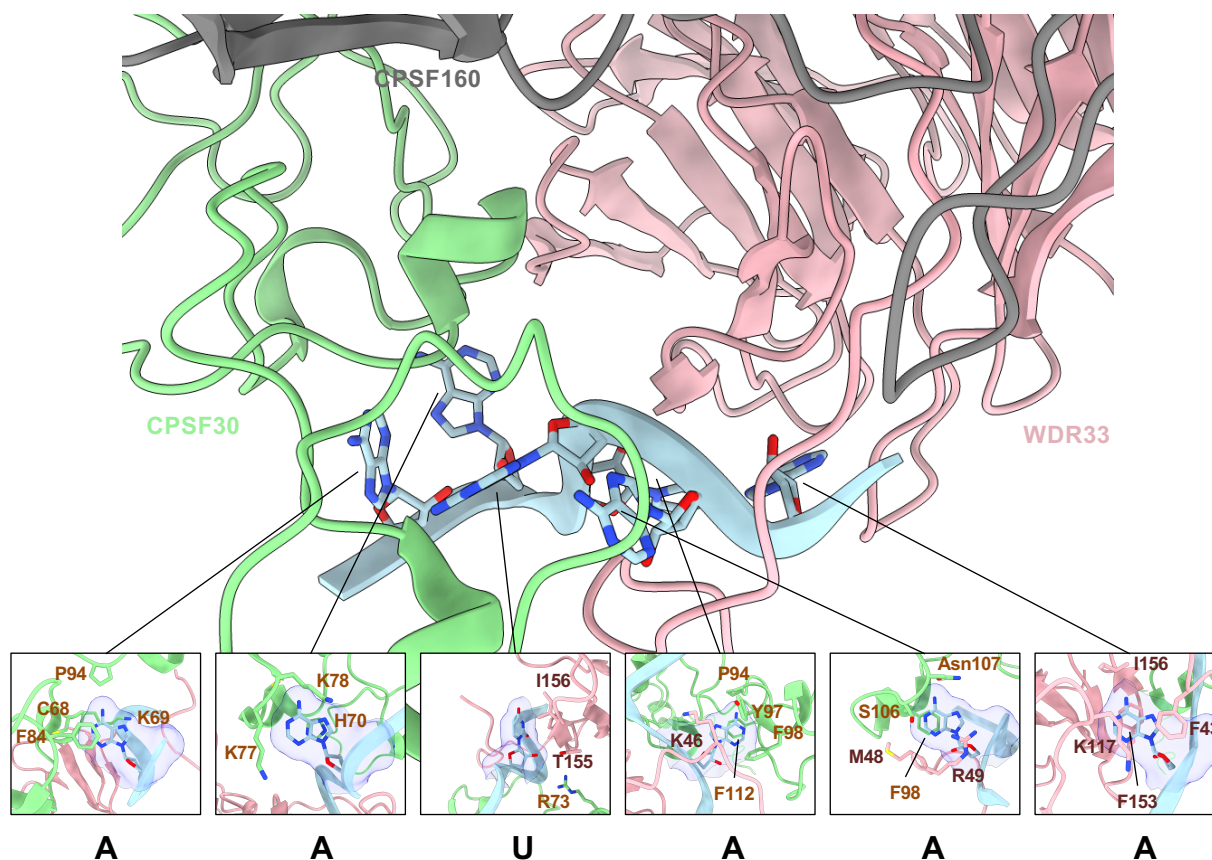 CPSF160
CPSF30
WDR33
P94
C68
K69
F84
K78
H70
K77
I156
T155
R73
P94
Y97
K46
F98
F112
Asn107
S106
M48
R49
F98
I156
F43
K117
F153
A
A
U
A
A
A